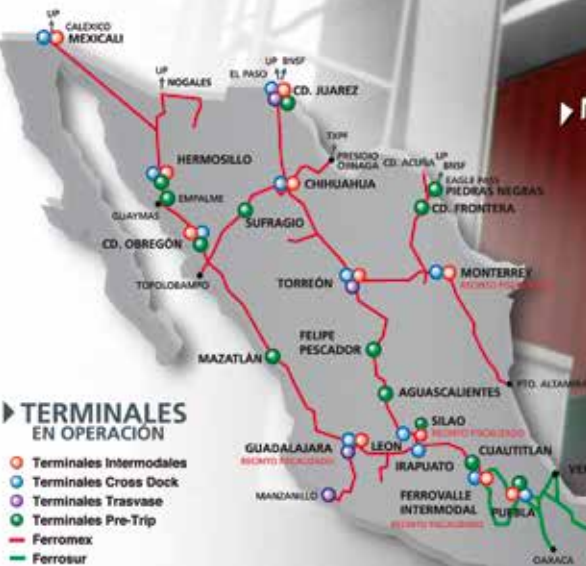 UP
CALEXICO
MEXICALI
UP
NOGALES
UP BNSF
EL PASO
CD. JUAREZ
TXPF
PRESIDIO
OJINAGA
CD. ACUÑA
UP
BNSF
EAGLE PASS
PIEDRAS NEGRAS
CD. FRONTERA
HERMOSILLO
EMPALME
GUAYMAS
CHIHUAHUA
SUFRAGIO
CD. OBREGÓN
TOPOLOBAMPO
TORREÓN
MONTERREY
RECINTO
FELIPE
PESCADOR
MAZATLÁN
AGUASCALIENTES
PTO. ALTAMIRA
TERMINALES
EN OPERACIÓN
Terminales Intermodales
Terminales Cross Dock
Terminales Trasvase
Terminales Pre-Trip
Ferromex
Ferrosur
SILAO
RECINTO FISCALIZADO
GUADALAJARA
RECINTO FISCALIZADO
LEON
IRAPUATO
CUAUTITLAN
MANZANILLO
FERROVALLE
INTERMODAL
RECINTO FISCALIZADO
PUEBLA
VE
OAXACA